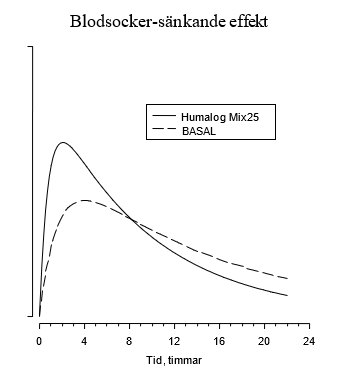 Blodsocker-sänkande effekt
Humalog Mix25
BASAL
0 4 8 12 16 20 24
Tid, timmar